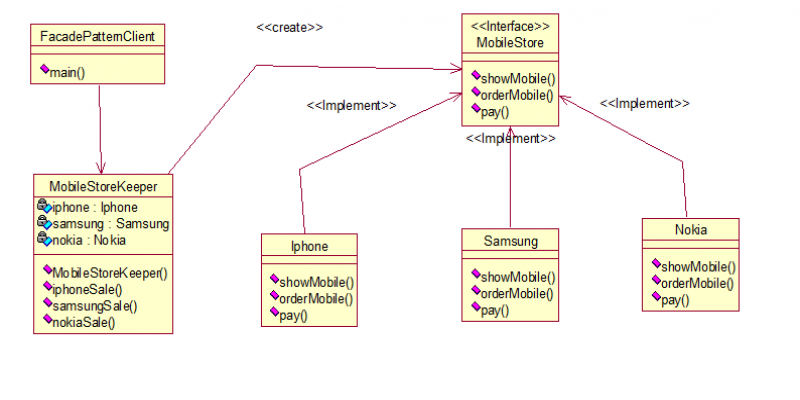 FacadePatternClient
main()
<<create>>
<<Interface>>
MobileStore
showMobile()
orderMobile()
pay()
<<Implement>>
<<Implement>>
<<Implement>>
MobileStoreKeeper
iphone : Iphone
samsung : Samsung
nokia : Nokia
MobileStoreKeeper()
iphoneSale()
samsungSale()
nokiaSale()
Iphone
showMobile()
orderMobile()
pay()
Samsung
showMobile()
orderMobile()
pay()
Nokia
showMobile()
orderMobile()
pay()